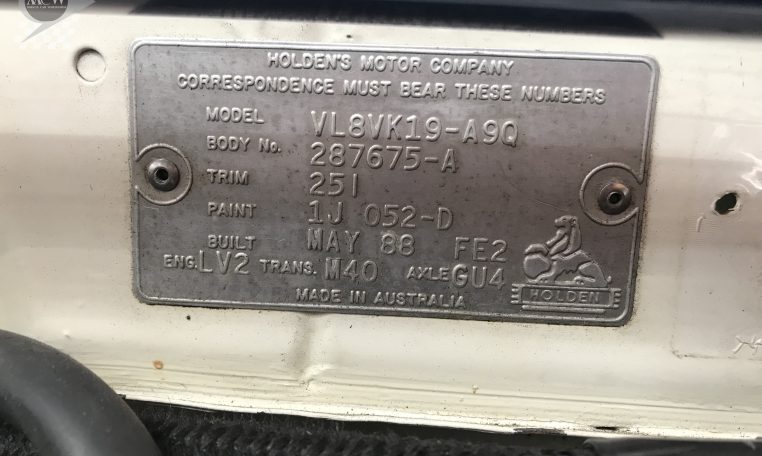 MCW
HOLDEN'S MOTOR COMPANY
CORRESPONDENCE MUST BEAR THESE NUMBERS
MODEL VL8VK19-A9Q
BODY No. 287675-A
TRIM 251
PAINT 1J 052-D
BUILT MAY 88 FE2
ENG. LV2 TRANS. M40 AXLE GU4
HOLDEN
MADE IN AUSTRALIA